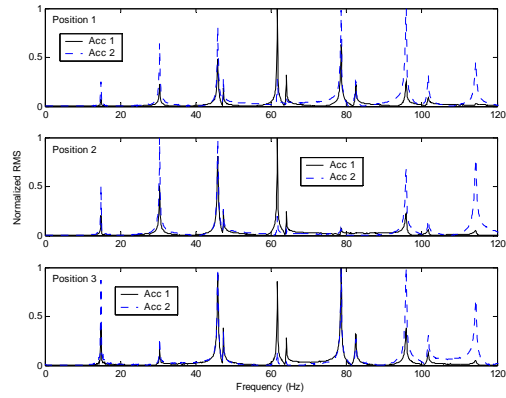 Position 1
Acc 1
Acc 2
1
0.5
0
0 20 40 60 80 100 120
Position 2
Acc 1
Acc 2
1
0.5
0
0 20 40 60 80 100 120
Normalized RMS
Position 3
Acc 1
Acc 2
1
0.5
0
0 20 40 60 80 100 120
Frequency (Hz)